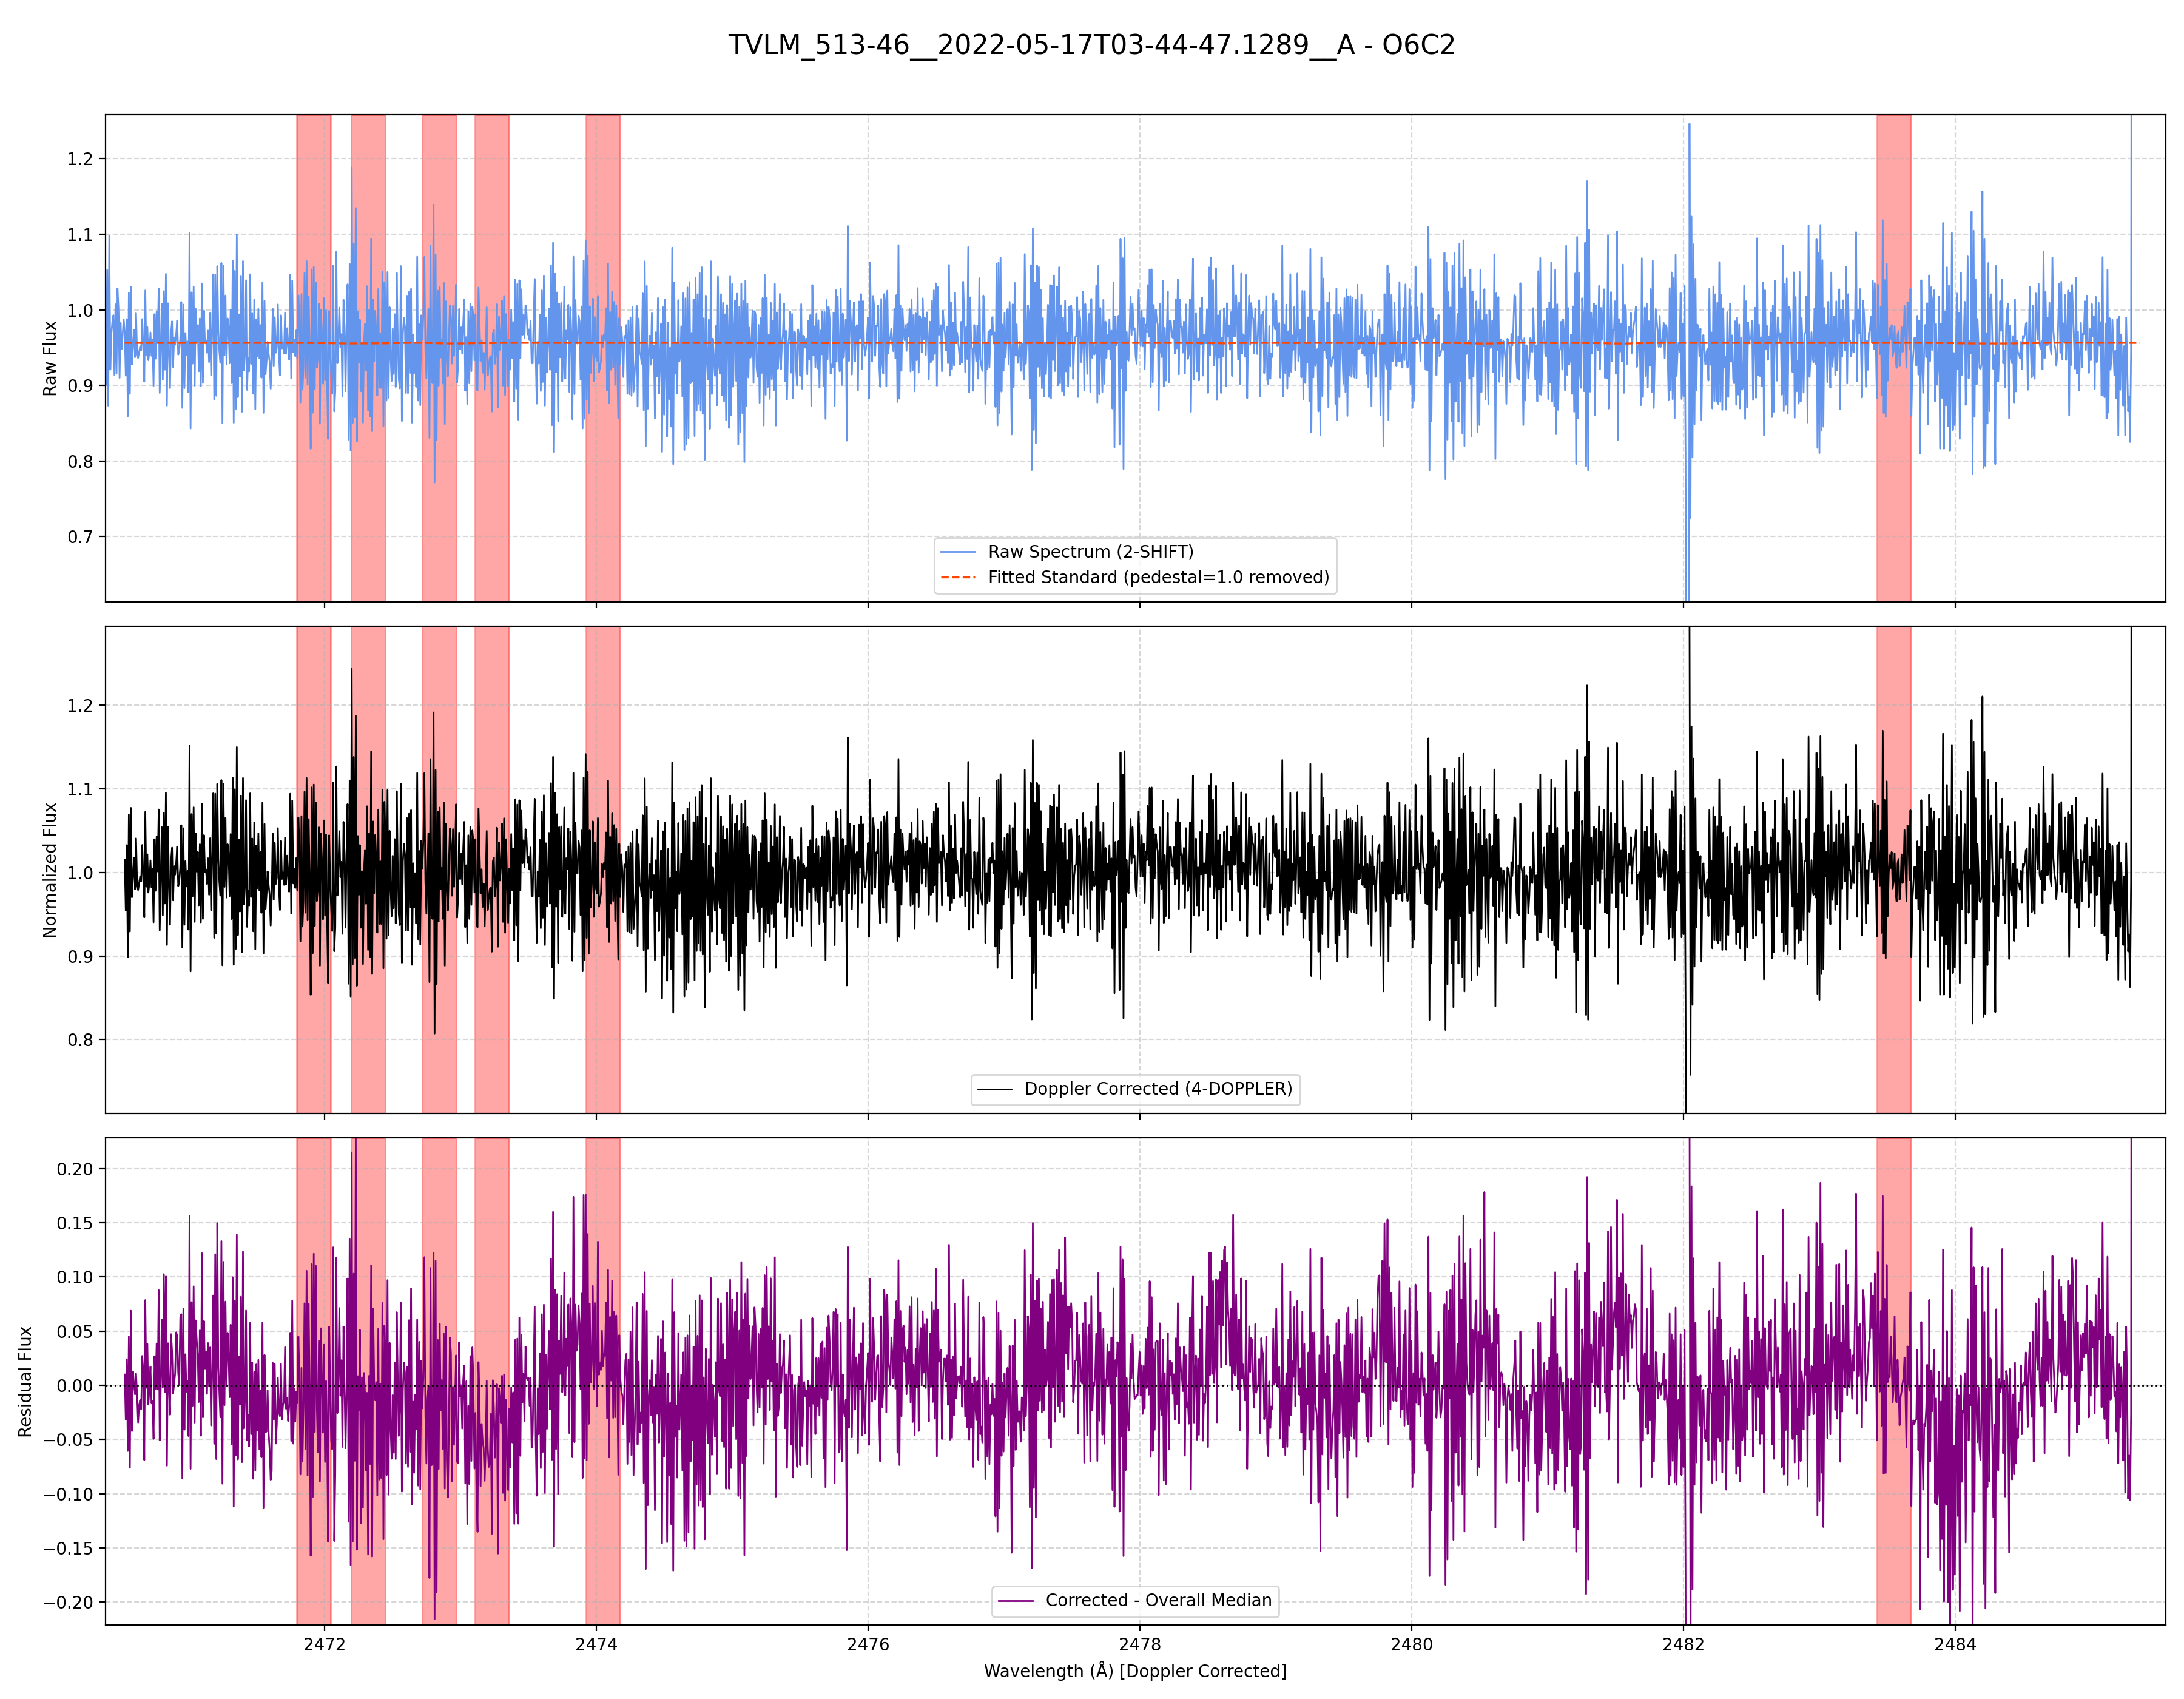 TVLM_513-46__2022-05-17T03-44-47.1289__A - O6C2
Raw Flux
1.2
1.1
1.0
0.9
0.8
0.7
Raw Spectrum (2-SHIFT)
Fitted Standard (pedestal=1.0 removed)
Normalized Flux
1.2
1.1
1.0
0.9
0.8
Doppler Corrected (4-DOPPLER)
Residual Flux
0.20
0.15
0.10
0.05
0.00
−0.05
−0.10
−0.15
−0.20
Corrected - Overall Median
2472 2474 2476 2478 2480 2482 2484
Wavelength (Å) [Doppler Corrected]